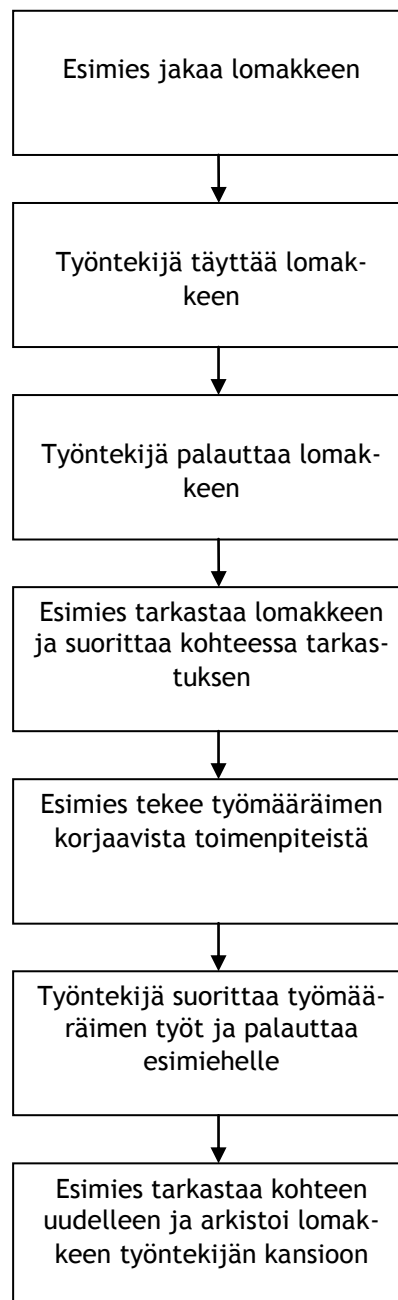 Esimies jakaa lomakkeen
Työntekijä täyttää lomak-
keen
Työntekijä palauttaa lomak-
keen
Esimies tarkastaa lomakkeen
ja suorittaa kohteessa tarkas-
tuksen
Esimies tekee työmääräimen
korjaavista toimenpiteistä
Työntekijä suorittaa työmää-
räimen työt ja palauttaa
esimiehelle
Esimies tarkastaa kohteen
uudelleen ja arkistoi lomak-
keen työntekijän kansioon